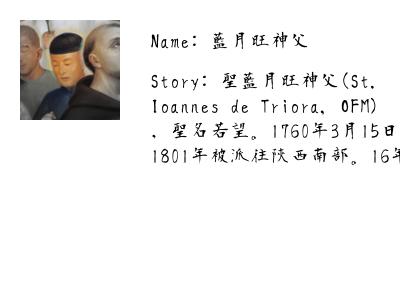 Name: 藍月旺神父
Story: 聖藍月旺神父(St.
Ioannes de Triora, OFM)
，聖名若望。1760年3月15日
1801年被派往陝西南部。16年